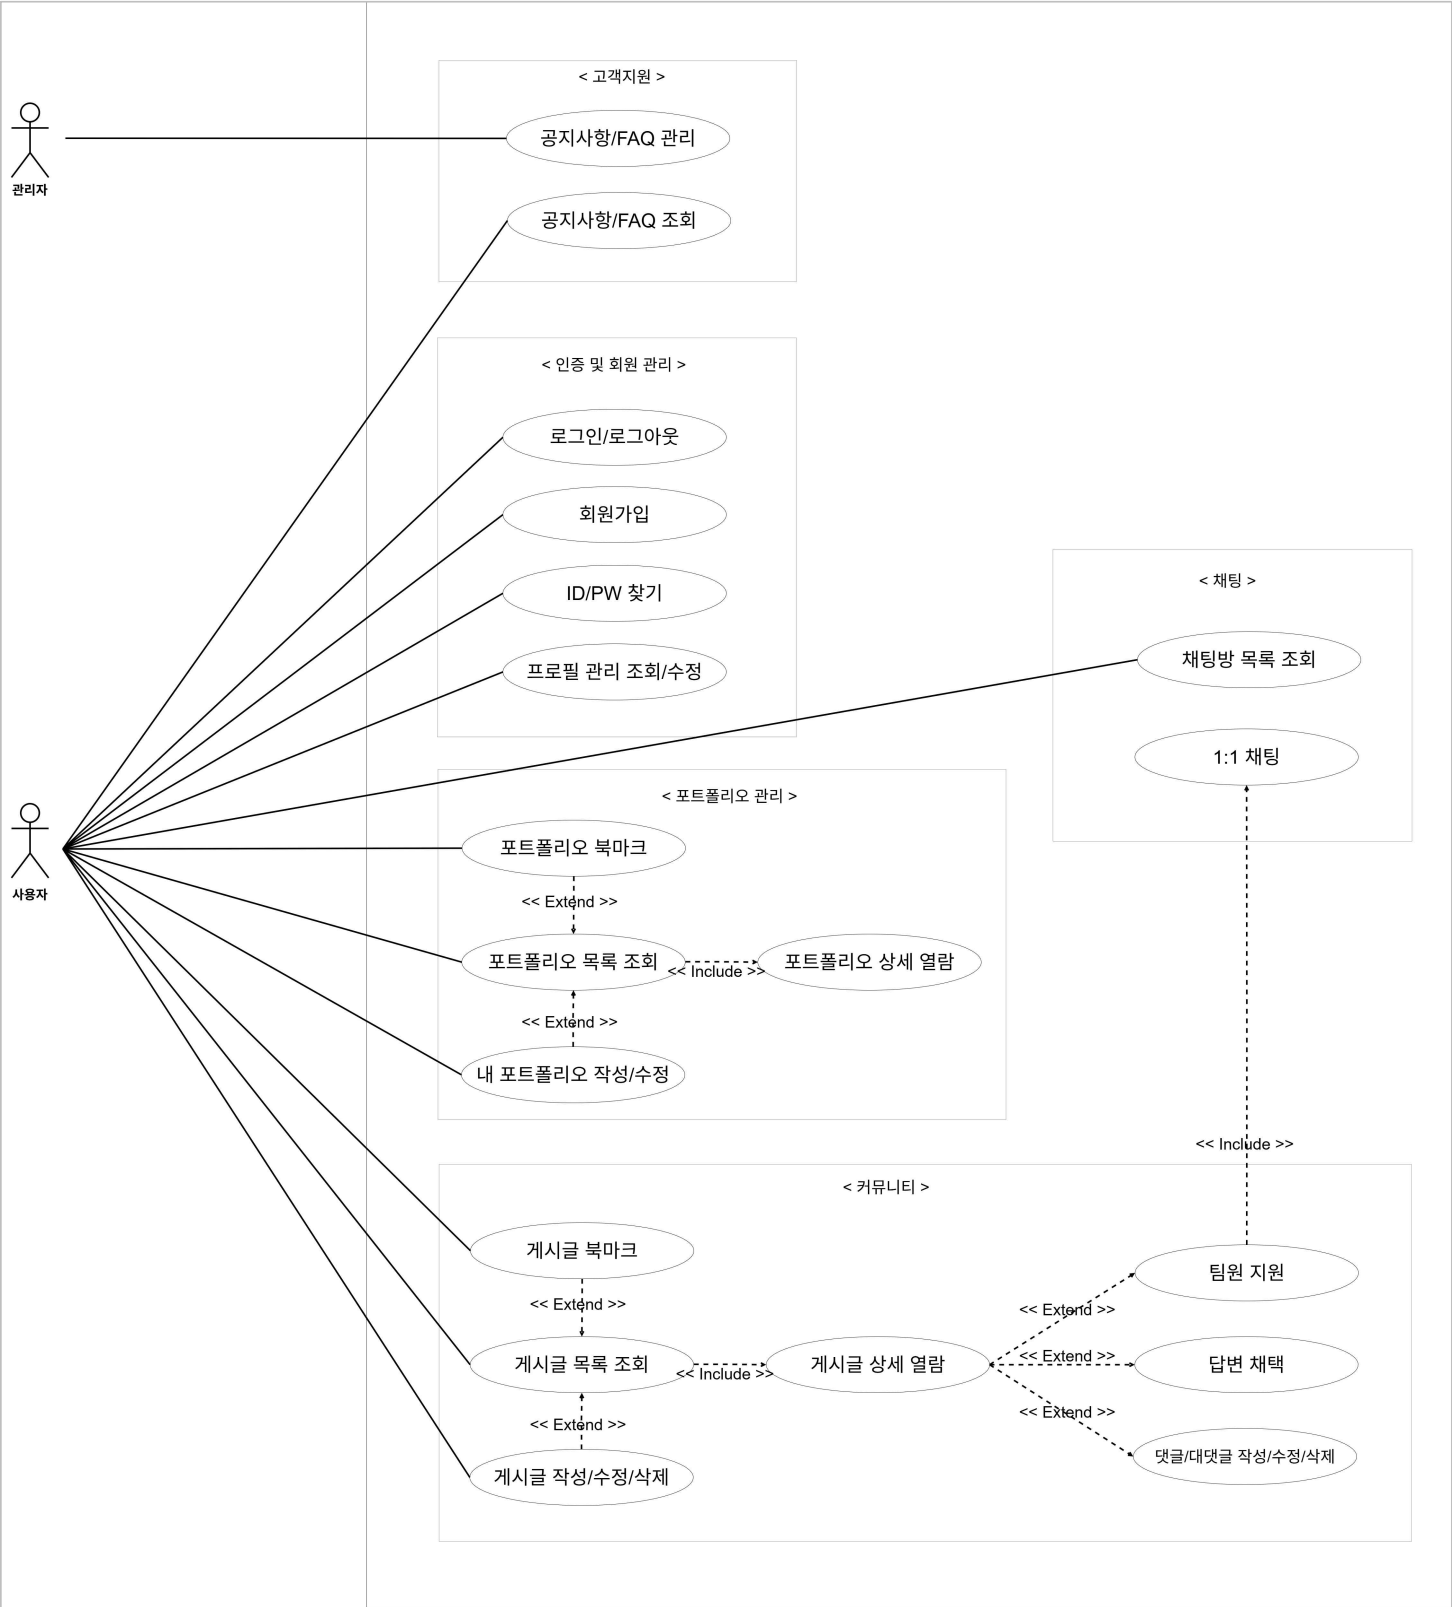 < 고객지원 >
공지사항/FAQ 관리
관리자
공지사항/FAQ 조회
< 인증 및 회원 관리 >
로그인/로그아웃
회원가입
ID/PW 찾기
프로필 관리 조회/수정
< 채팅 >
채팅방 목록 조회
1:1 채팅
사용자
< 포트폴리오 관리 >
포트폴리오 북마크
<< Extend >>
포트폴리오 목록 조회
<< Include >>
포트폴리오 상세 열람
<< Extend >>
내 포트폴리오 작성/수정
<< Include >>
< 커뮤니티 >
게시글 북마크
<< Extend >>
게시글 목록 조회
<< Include >>
게시글 상세 열람
<< Extend >>
게시글 작성/수정/삭제
<< Extend >>
팀원 지원
<< Extend >>
답변 채택
<< Extend >>
댓글/대댓글 작성/수정/삭제